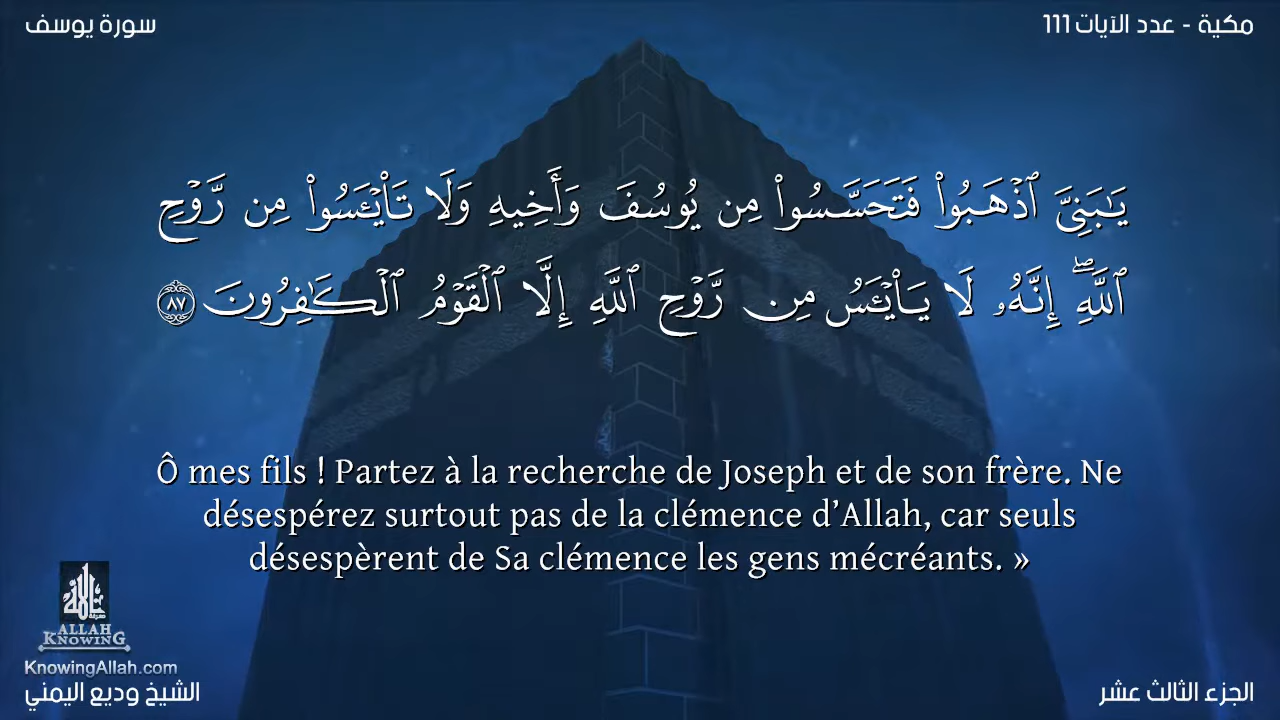 سورة يوسف
مكية - عدد الآيات 111
يَـٰبَنِىَّ ٱذْهَبُوا۟ فَتَحَسَّسُوا۟ مِن يُوسُفَ وَأَخِيهِ وَلَا تَا۟يْـَٔسُوا۟ مِن رَّوْحِ
ٱللَّهِ ۖ إِنَّهُۥ لَا يَا۟يْـَٔسُ مِن رَّوْحِ ٱللَّهِ إِلَّا ٱلْقَوْمُ ٱلْكَـٰفِرُونَ ٨٧
Ô mes fils ! Partez à la recherche de Joseph et de son frère. Ne
désespérez surtout pas de la clémence d’Allah, car seuls
désespèrent de Sa clémence les gens mécréants. »
ALLAH
KNOWING
KnowingAllah.com
الشيخ وديع اليمني
الجزء الثالث عشر